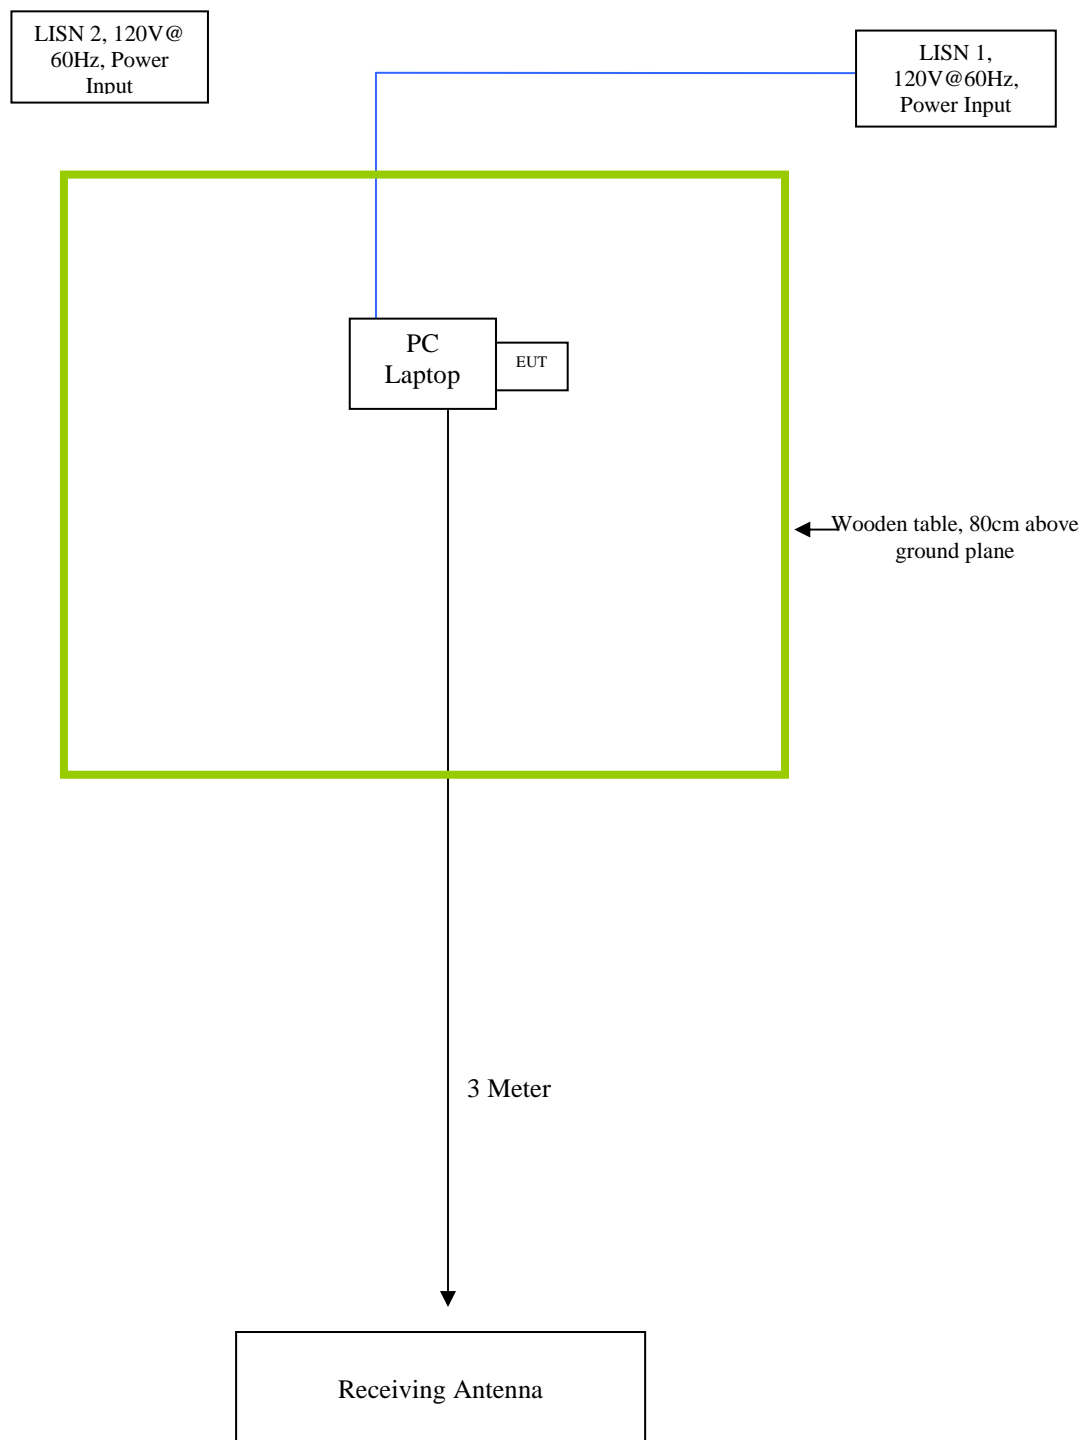 LISN 2, 120V@
60Hz, Power
Input
LISN 1,
120V@60Hz,
Power Input
PC
Laptop
EUT
Wooden table, 80cm above
ground plane
3 Meter
Receiving Antenna